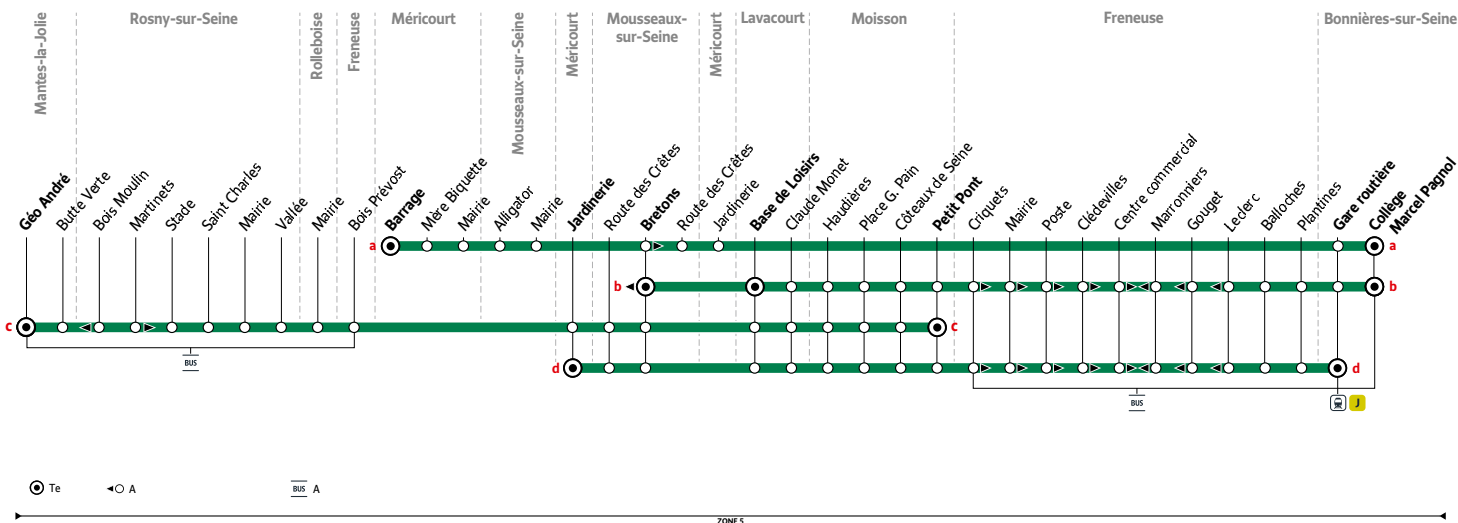 Mantes-la-Jolie
Rosny-sur-Seine
Rolleboise
Freneuse
Méricourt
Mousseaux-sur-Seine
Méricourt
Mousseaux-
sur-Seine
Méricourt
Lavacourt
Moisson
Freneuse
Bonnières-sur-Seine
Géo André
Butte Verte
Bois Moulin
Martinets
Stade
Saint Charles
Mairie
Vallée
Mairie
Bois Prévost
Barrage
Mère Biquette
Mairie
Alligator
Mairie
Jardinerie
Route des Crêtes
Bretons
Route des Crêtes
Jardinerie
Base de Loisirs
Claude Monet
Haudières
Place G. Pain
Côteaux de Seine
Petit Pont
Criquets
Mairie
Poste
Clédevilles
Centre commercial
Marronniers
Gouget
Leclerc
Balloches
Plantines
Gare routière
Collège
Marcel Pagnol
a a
b b
c c
BUS
d d
BUS
J
Te
A
BUS A
ZONE 5